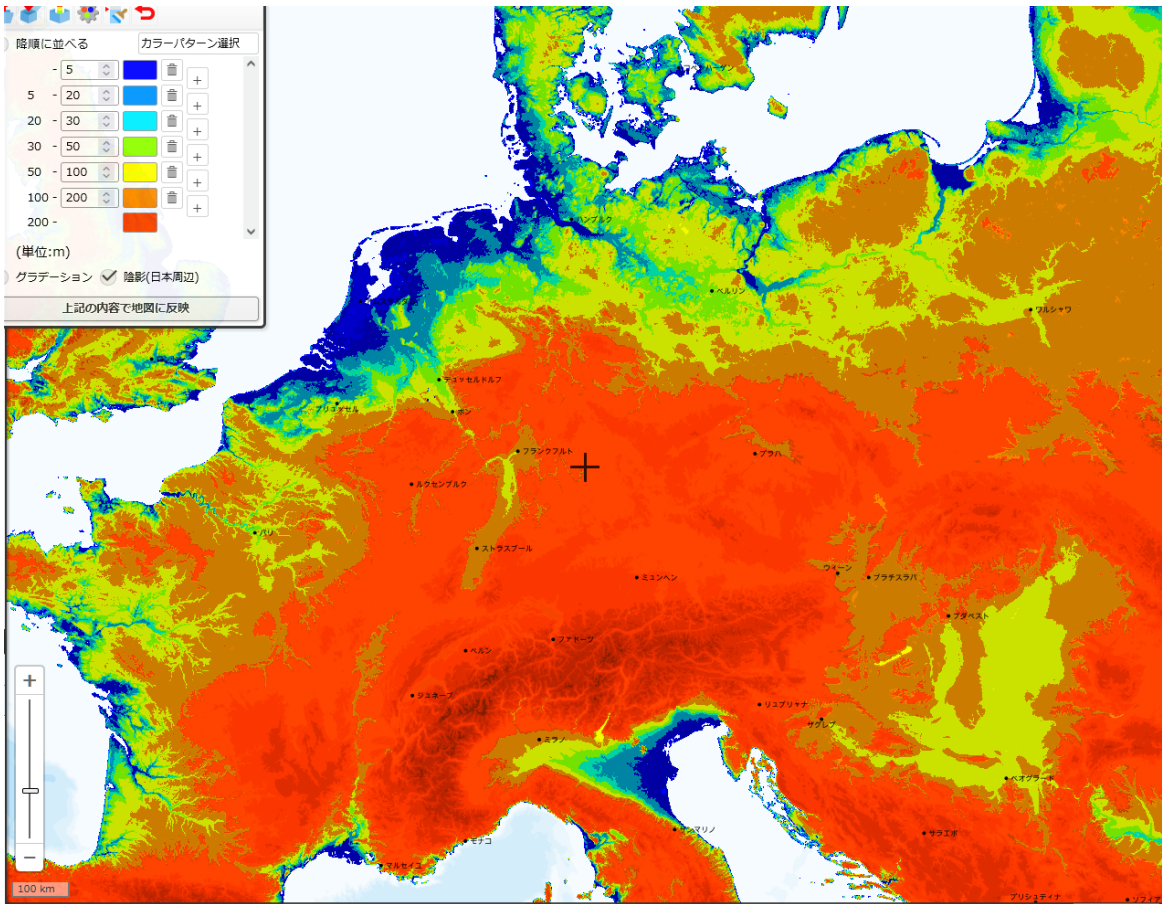 降順に並べる カラーパターン選択
- 5
5 - 20
20 - 30
30 - 50
50 - 100
100 - 200
200 -
(単位:m)
グラデーション 陰影(日本周辺)
上記の内容で地図に反映
ハンブルク
ベルリン
ワルシャワ
デュッセルドルフ
ブリュッセル
ボン
フランクフルト
プラハ
ルクセンブルク
パリ
ストラスブール
ウィーン
ミュンヘン
ブラチスラバ
ブダペスト
ファドーツ
ベルン
ジュネーブ
リュブリャナ
ザグレブ
ミラノ
ベオグラード
サンマリノ
サラエボ
モナコ
マルセイユ
100 km
プリシュティナ
ソフィア